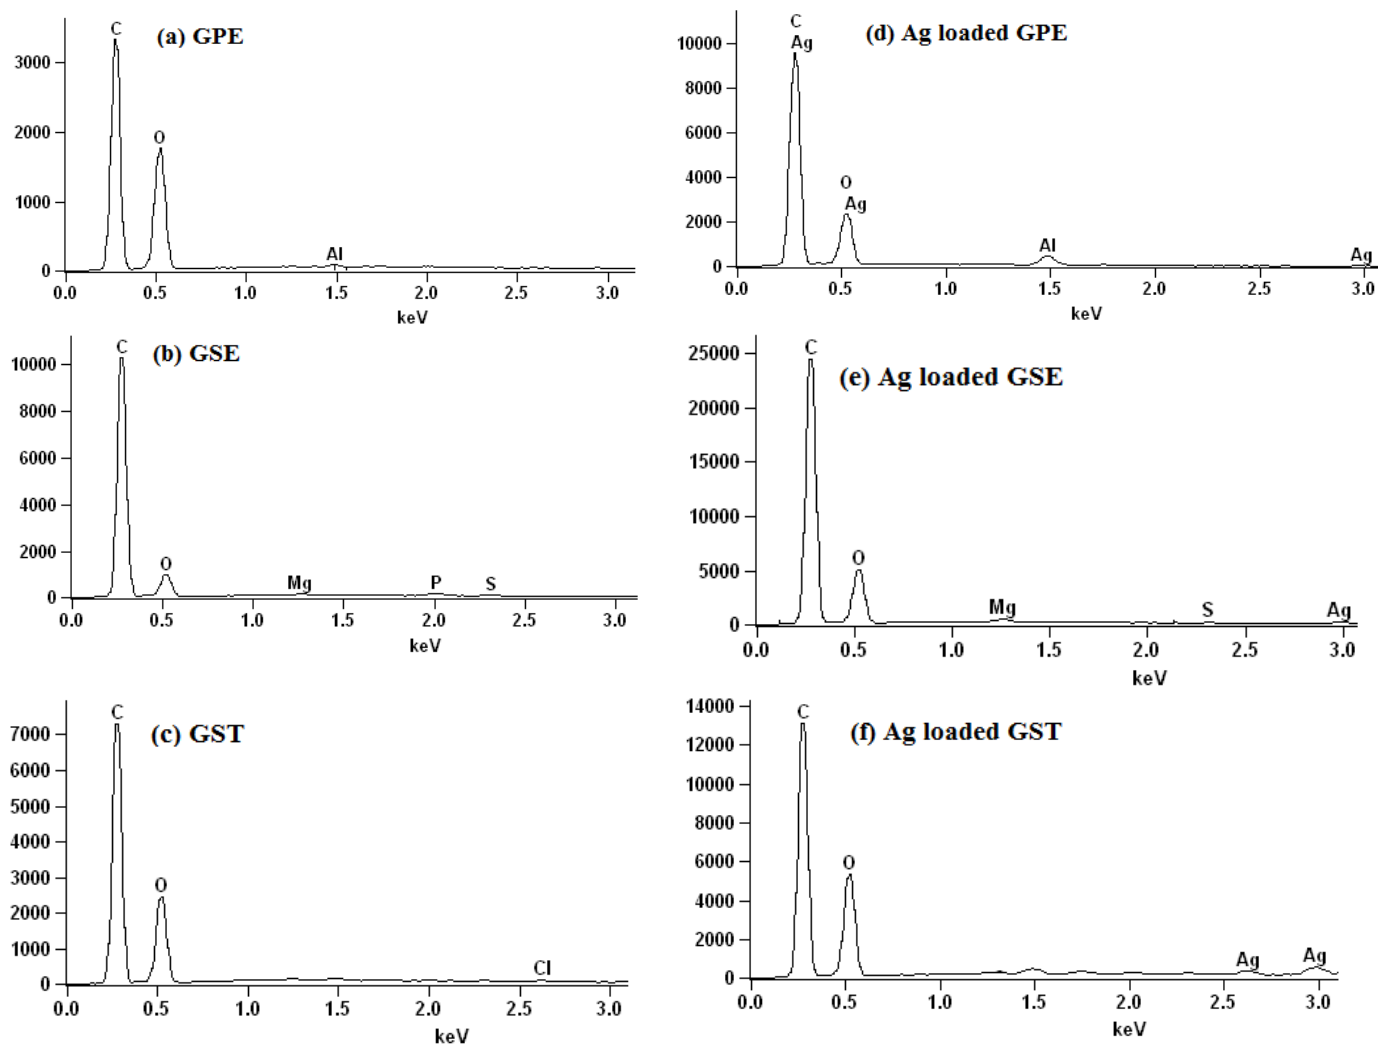 (a) GPE
C
O
Al
3000
2000
1000
0
0.0 0.5 1.0 1.5 2.0 2.5 3.0
keV
(d) Ag loaded GPE
C
Ag
O
Ag
Al
Ag
10000
8000
6000
4000
2000
0
0.0 0.5 1.0 1.5 2.0 2.5 3.0
keV
(b) GSE
C
O
Mg
P
S
10000
8000
6000
4000
2000
0
0.0 0.5 1.0 1.5 2.0 2.5 3.0
keV
(e) Ag loaded GSE
C
O
Mg
S
Ag
25000
20000
15000
10000
5000
0
0.0 0.5 1.0 1.5 2.0 2.5 3.0
keV
(c) GST
C
O
Cl
7000
6000
5000
4000
3000
2000
1000
0
0.0 0.5 1.0 1.5 2.0 2.5 3.0
keV
(f) Ag loaded GST
C
O
Ag
Ag
14000
12000
10000
8000
6000
4000
2000
0
0.0 0.5 1.0 1.5 2.0 2.5 3.0
keV